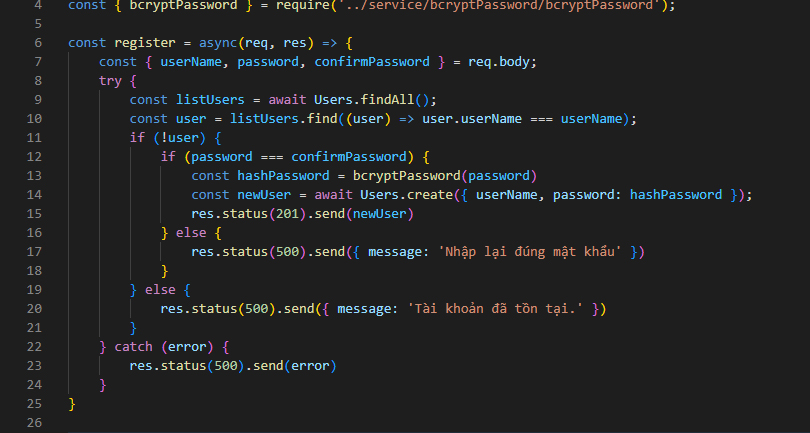 4 const { bcryptPassword } = require('../service/bcryptPassword/bcryptPassword');
5
6 const register = async(req, res) => {
7     const { userName, password, confirmPassword } = req.body;
8     try {
9         const listUsers = await Users.findAll();
10         const user = listUsers.find((user) => user.userName === userName);
11         if (!user) {
12             if (password === confirmPassword) {
13                 const hashPassword = bcryptPassword(password)
14                 const newUser = await Users.create({ userName, password: hashPassword });
15                 res.status(201).send(newUser)
16             } else {
17                 res.status(500).send({ message: 'Nhập lại đúng mật khẩu' })
18             }
19         } else {
20             res.status(500).send({ message: 'Tài khoản đã tồn tại.' })
21         }
22     } catch (error) {
23         res.status(500).send(error)
24     }
25 }
26